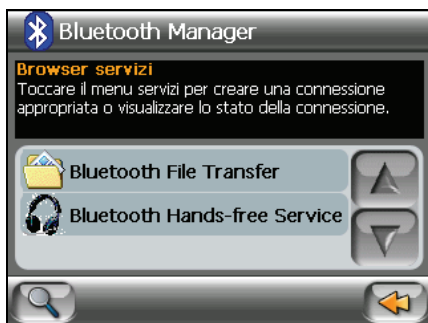 Bluetooth Manager
Browser servizi
Toccare il menu servizi per creare una connessione
appropriata o visualizzare lo stato della connessione.
Bluetooth File Transfer
Bluetooth Hands-free Service